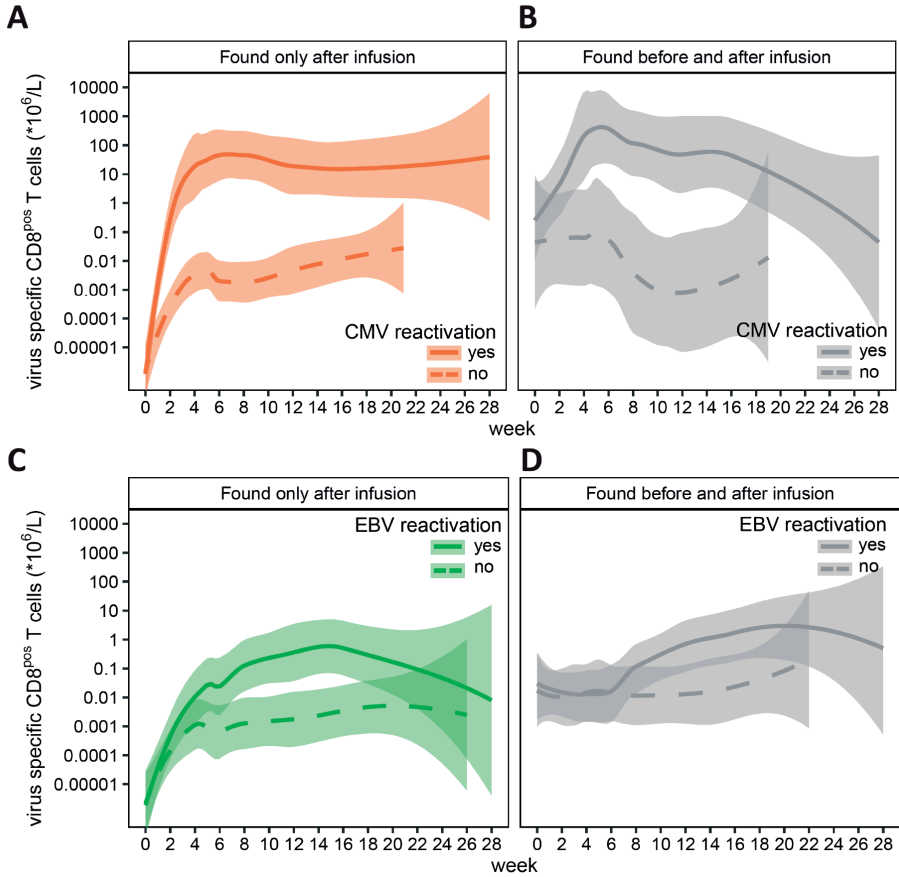 A
B
Found only after infusion
Found before and after infusion
virus specific CD8pos T cells (*10⁶/L)
10000
1000
100
10
1
0.1
0.01
0.001
0.0001
0.00001
CMV reactivation
yes
no
CMV reactivation
yes
no
0 2 4 6 8 10 12 14 16 18 20 22 24 26 28
0 2 4 6 8 10 12 14 16 18 20 22 24 26 28
week
C
D
Found only after infusion
Found before and after infusion
virus specific CD8pos T cells (*10⁶/L)
EBV reactivation
yes
no
EBV reactivation
yes
no
10000
1000
100
10
1
0.1
0.01
0.001
0.0001
0.00001
0 2 4 6 8 10 12 14 16 18 20 22 24 26 28
0 2 4 6 8 10 12 14 16 18 20 22 24 26 28
week